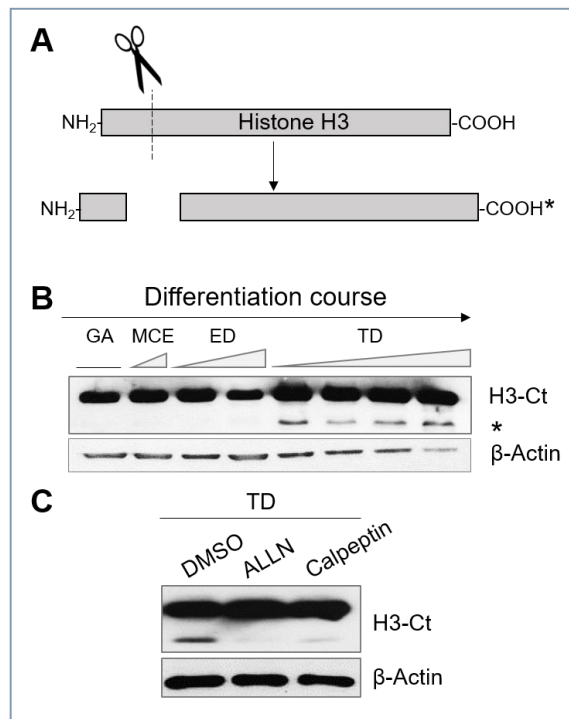 A
NH2- Histone H3 -COOH
NH2- -COOH*
B
Differentiation course
GA MCE ED TD
H3-Ct
*
β-Actin
C
TD
DMSO ALLN Calpeptin
H3-Ct
β-Actin